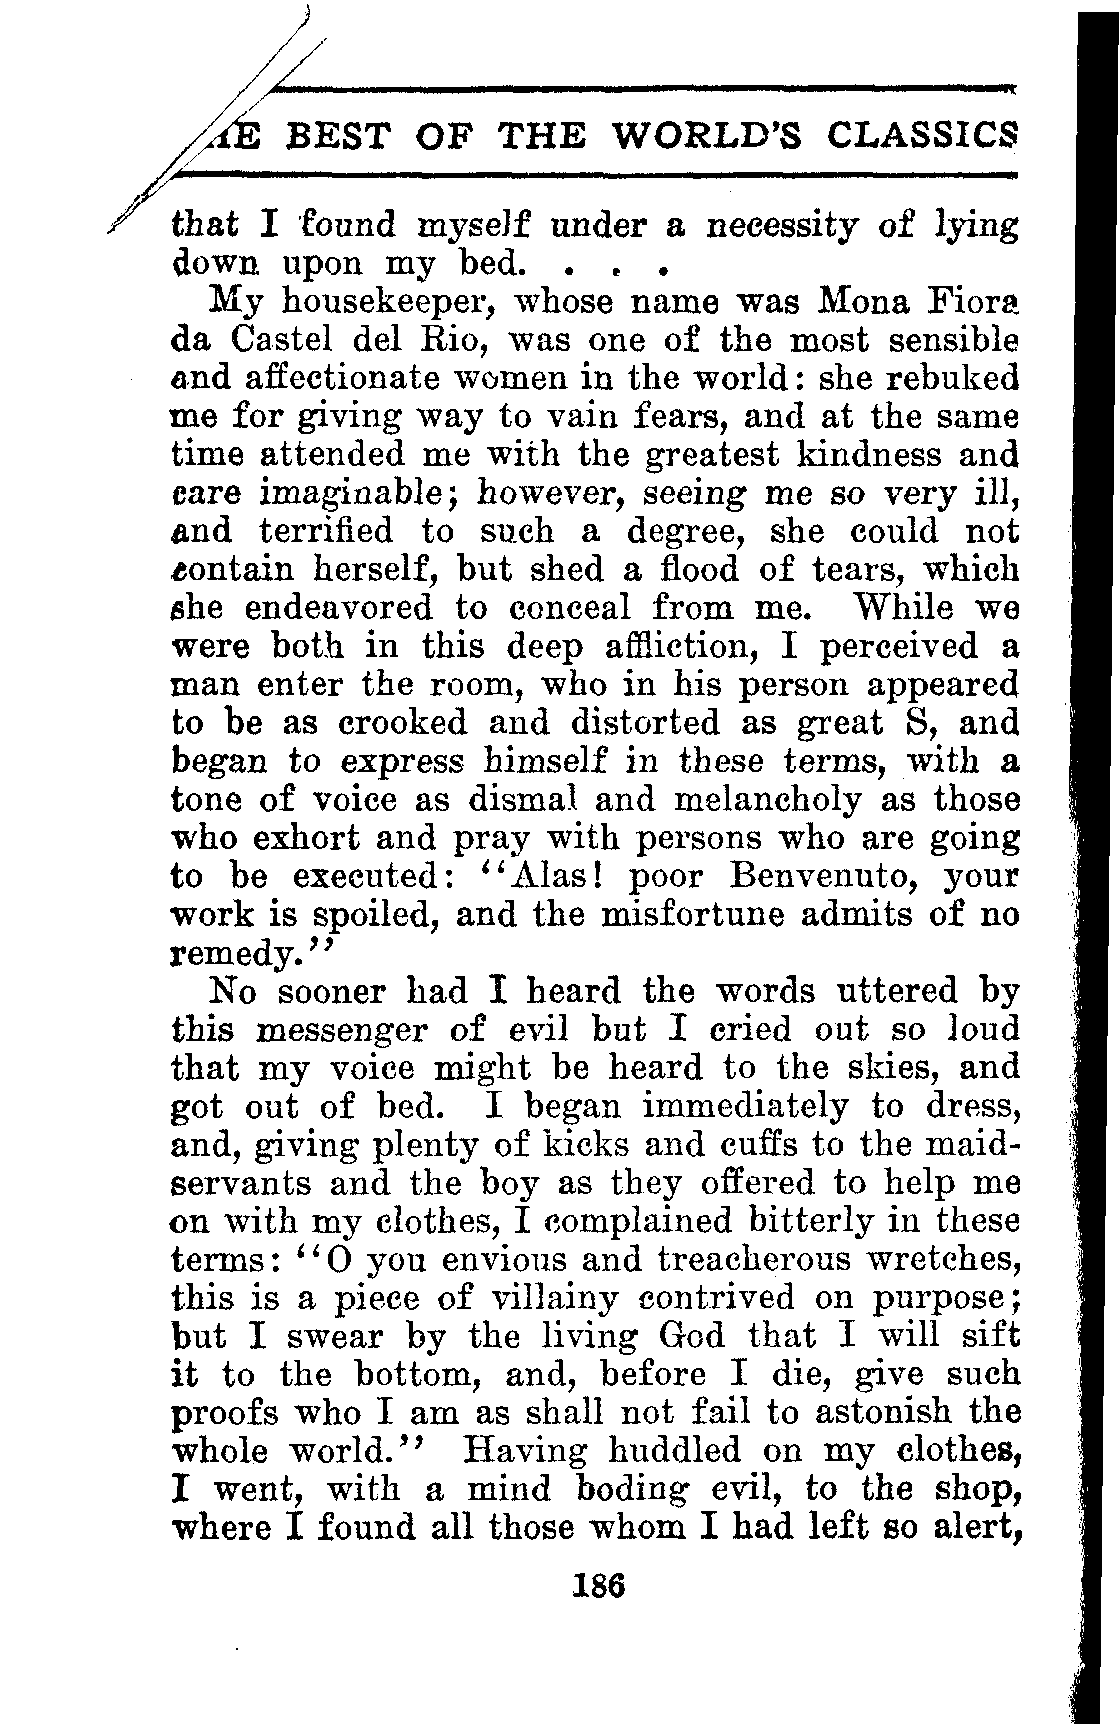 THE BEST OF THE WORLD'S CLASSICS
that I found myself under a necessity of lying
down upon my bed. . . .
My housekeeper, whose name was Mona Fiora
da Castel del Rio, was one of the most sensible
and affectionate women in the world: she rebuked
me for giving way to vain fears, and at the same
time attended me with the greatest kindness and
care imaginable; however, seeing me so very ill,
and terrified to such a degree, she could not
contain herself, but shed a flood of tears, which
she endeavored to conceal from me. While we
were both in this deep affliction, I perceived a
man enter the room, who in his person appeared
to be as crooked and distorted as great S, and
began to express himself in these terms, with a
tone of voice as dismal and melancholy as those
who exhort and pray with persons who are going
to be executed: "Alas! poor Benvenuto, your
work is spoiled, and the misfortune admits of no
remedy."
No sooner had I heard the words uttered by
this messenger of evil but I cried out so loud
that my voice might be heard to the skies, and
got out of bed. I began immediately to dress,
and, giving plenty of kicks and cuffs to the maid-
servants and the boy as they offered to help me
on with my clothes, I complained bitterly in these
terms: "O you envious and treacherous wretches,
this is a piece of villainy contrived on purpose;
but I swear by the living God that I will sift
it to the bottom, and, before I die, give such
proofs who I am as shall not fail to astonish the
whole world." Having huddled on my clothes,
I went, with a mind boding evil, to the shop,
where I found all those whom I had left so alert,
186